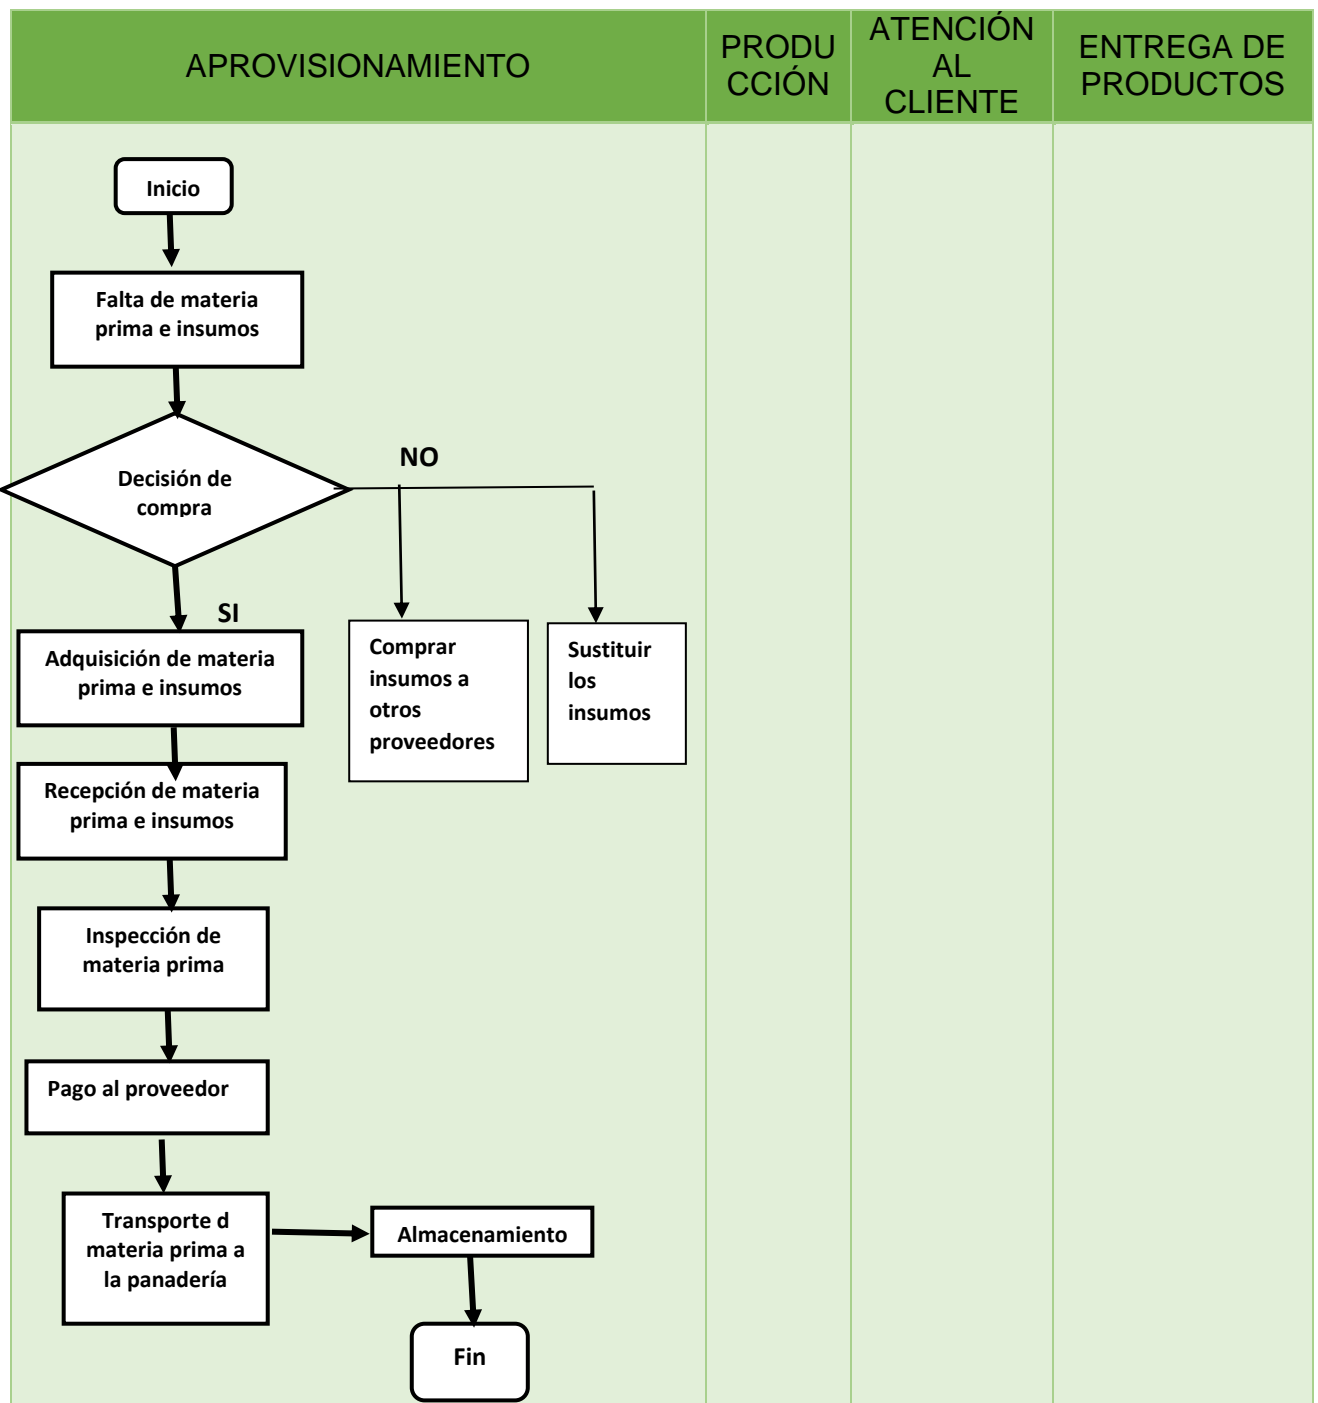 APROVISIONAMIENTO
PRODU
CCIÓN
ATENCIÓN
AL
CLIENTE
ENTREGA DE
PRODUCTOS
Inicio
Falta de materia
prima e insumos
Decisión de
compra
NO
SI
Adquisición de materia
prima e insumos
Comprar
insumos a
otros
proveedores
Sustituir
los
insumos
Recepción de materia
prima e insumos
Inspección de
materia prima
Pago al proveedor
Transporte d
materia prima a
la panadería
Almacenamiento
Fin